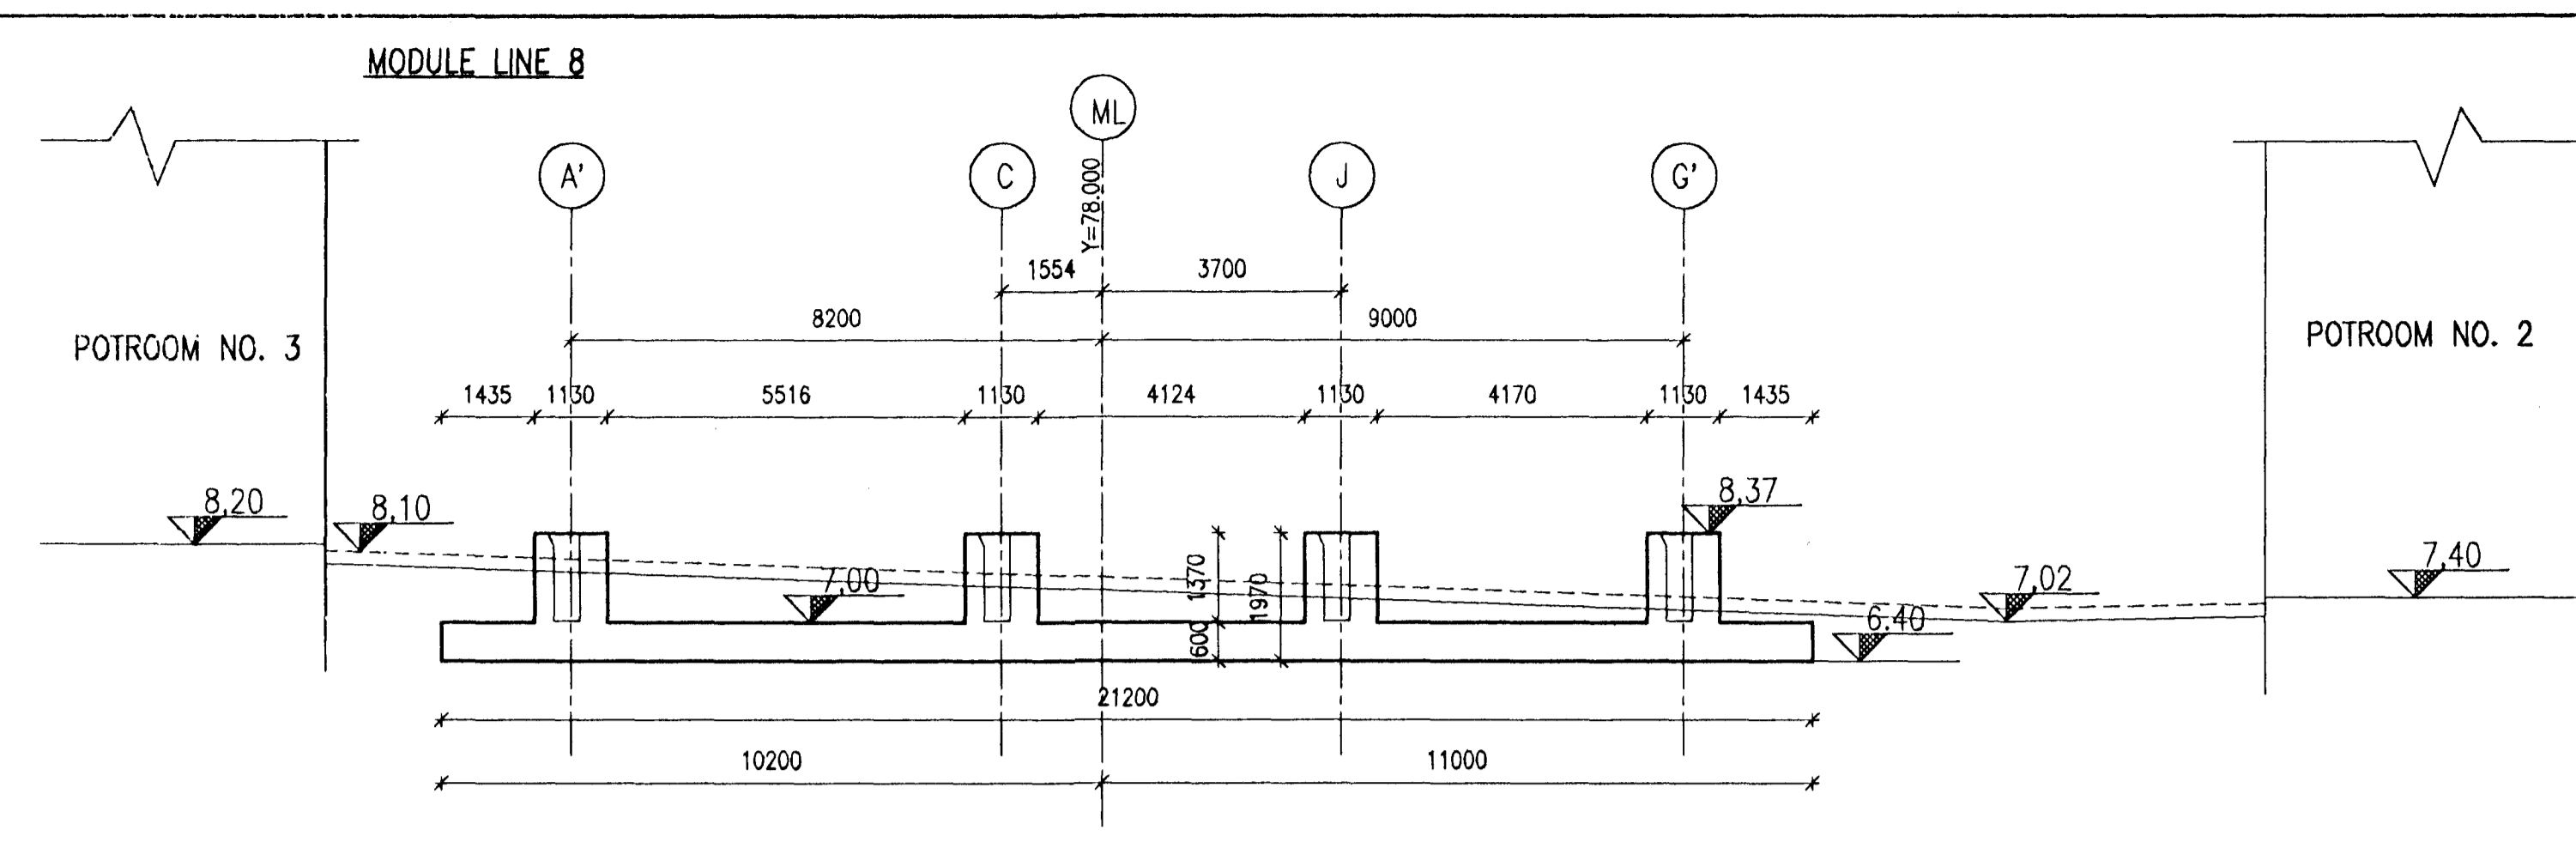 MODULE LINE 8
ML
A'
C
J
G'
Y=78.000
1554
3700
8200
9000
POTROOM NO. 3
POTROOM NO. 2
1435
1130
5516
1130
4124
1130
4170
1130
1435
8,20
8,10
8,37
7,00
1370
1970
600
7,02
7,40
6.40
21200
10200
11000